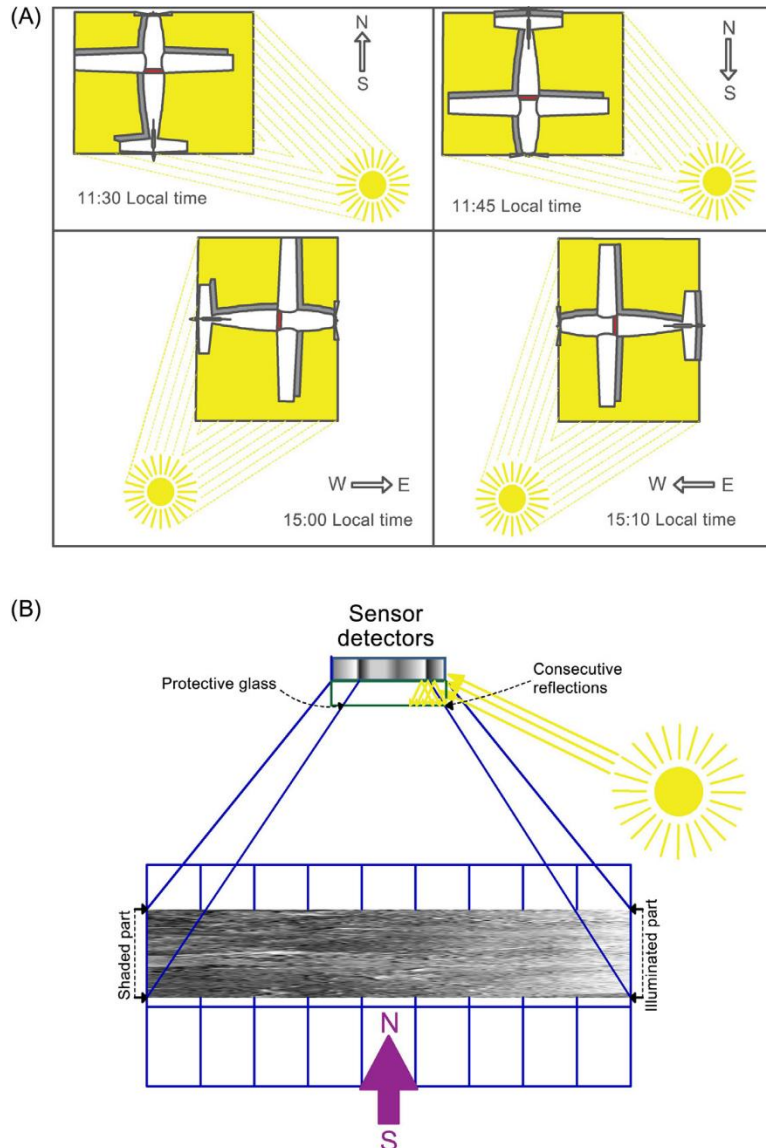 (A)
N
S
11:30 Local time
N
S
11:45 Local time
W
E
15:00 Local time
W
E
15:10 Local time
(B)
Sensor
detectors
Protective glass
Consecutive
reflections
Shaded part
Illuminated part
N
S